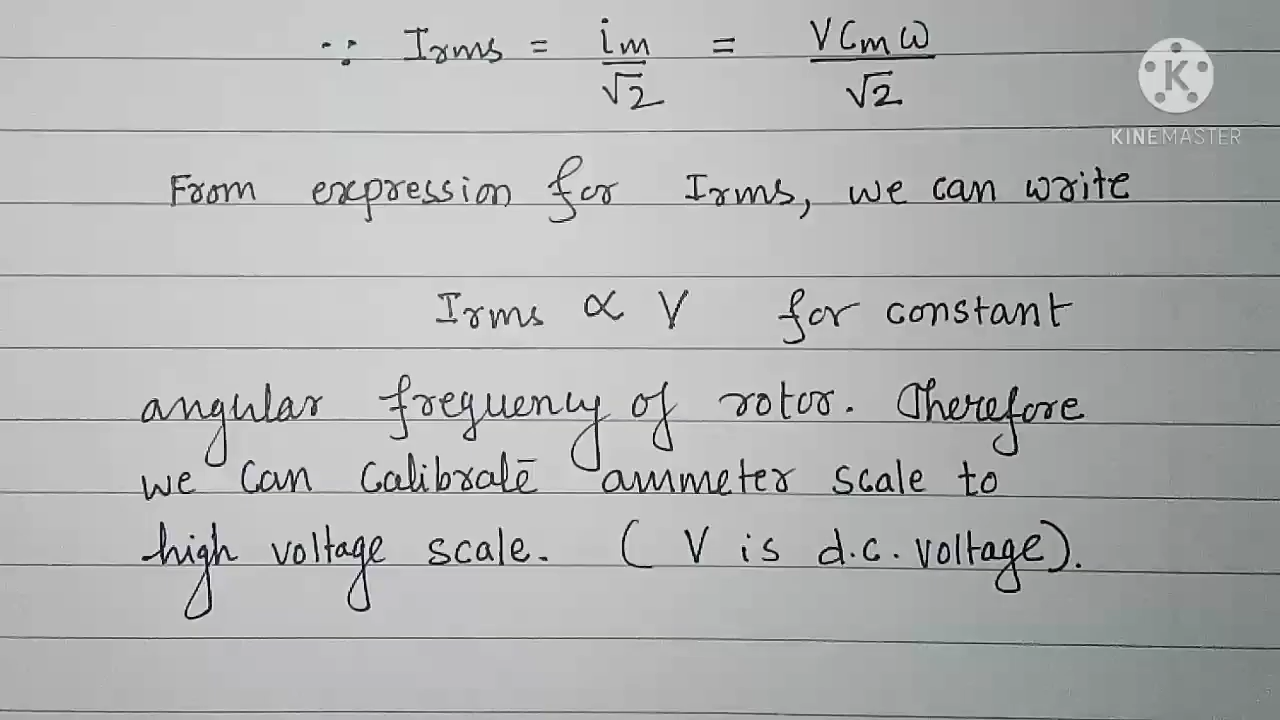 ∵ Irms = im/√2 = VCmω/√2
K
KINEMASTER
From expression for Irms, we can write
Irms ∝ V for constant
angular frequency of rotor. Therefore
we can calibrate ammeter scale to
high voltage scale. (V is d.c. voltage).